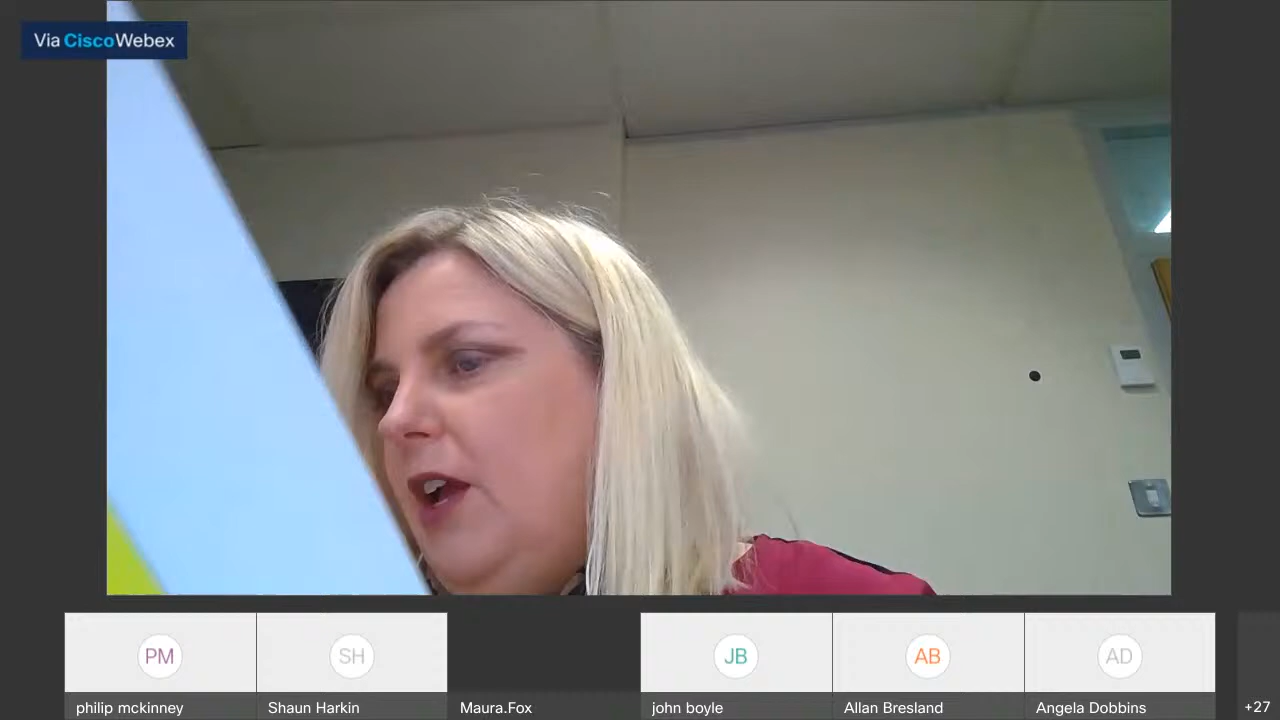 Via CiscoWebex
PM
SH
JB
AB
AD
philip mckinney
Shaun Harkin
Maura.Fox
john boyle
Allan Bresland
Angela Dobbins
+27